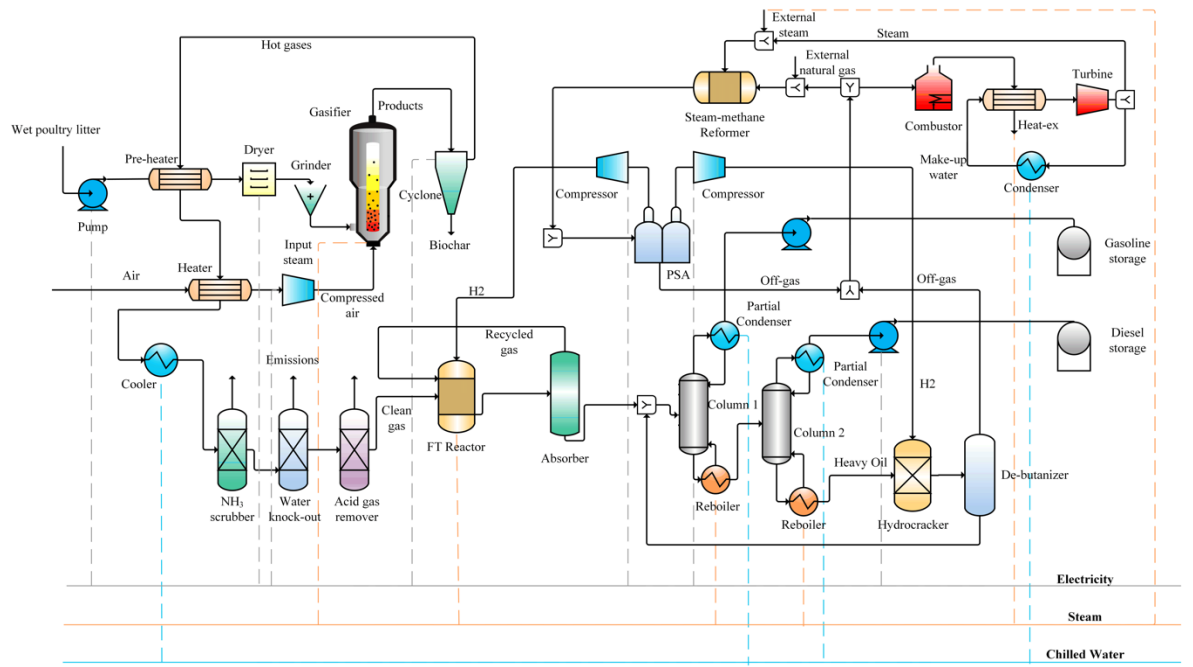 External
steam
Steam
Hot gases
External
natural gas
Turbine
Products
Gasifier
Steam-methane
Reformer
Combustor
Heat-ex
Wet poultry litter
Pre-heater
Dryer
Grinder
Cyclone
Compressor
Compressor
Make-up
water
Condenser
Pump
Biochar
Input
steam
PSA
Gasoline
storage
Air
Heater
Compressed
air
H2
Off-gas
Off-gas
Partial
Condenser
Recycled
gas
Diesel
storage
Cooler
Emissions
Partial
Condenser
H2
Clean
gas
Column 1
FT Reactor
Column 2
Absorber
Heavy Oil
De-butanizer
NH3
scrubber
Water
knock-out
Acid gas
remover
Reboiler
Reboiler
Hydrocracker
Electricity
Steam
Chilled Water